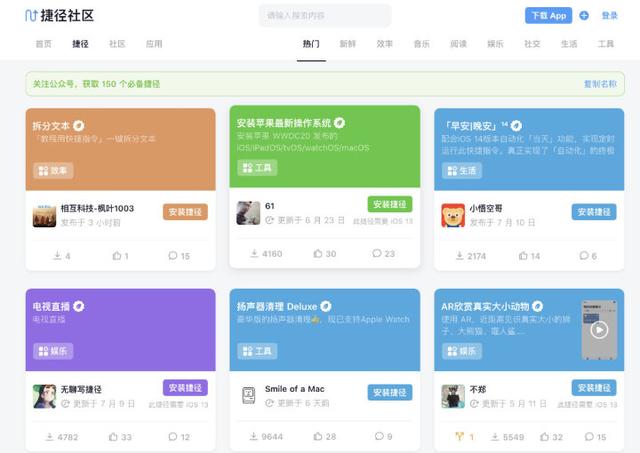 捷径社区
请输入搜索内容
下载 App
登录
首页 捷径 社区 应用
热门 新鲜 效率 音乐 阅读 娱乐 社交 生活 工具
关注公众号，获取 150 个必备捷径
复制名称
拆分文本
「教程用快捷指令」一键拆分文本
效率
相互科技-枫叶1003
发布于 3 小时前
安装捷径
4 1 15
安装苹果最新操作系统
安装苹果 WWDC20 发布的
iOS/iPadOS/tvOS/watchOS/macOS
工具
61
更新于 6 月 23 日
安装捷径
此捷径需要 iOS 13
4160 30 23
「早安|晚安」¹⁴
配合iOS 14版本自动化「当天」功能，实现定时
运行此快捷指令。真正实现了「自动化」的终极
生活
小悟空哥
发布于 7 月 10 日
安装捷径
2174 14 6
电视直播
电视直播
娱乐
无聊写捷径
更新于 7 月 9 日
安装捷径
此捷径需要 iOS 13
4782 33 12
扬声器清理 Deluxe
豪华版的扬声器清理👍，现已支持Apple Watch
工具
Smile of a Mac
更新于 6 天前
安装捷径
9644 28 9
AR欣赏真实大小动物
使用 AR，近距离见识真实大小的狮
子、大熊猫、噬人鲨....
娱乐
不郑
更新于 5 月 11 日
安装捷径
此捷径需要 iOS 13
1 5549 32 15